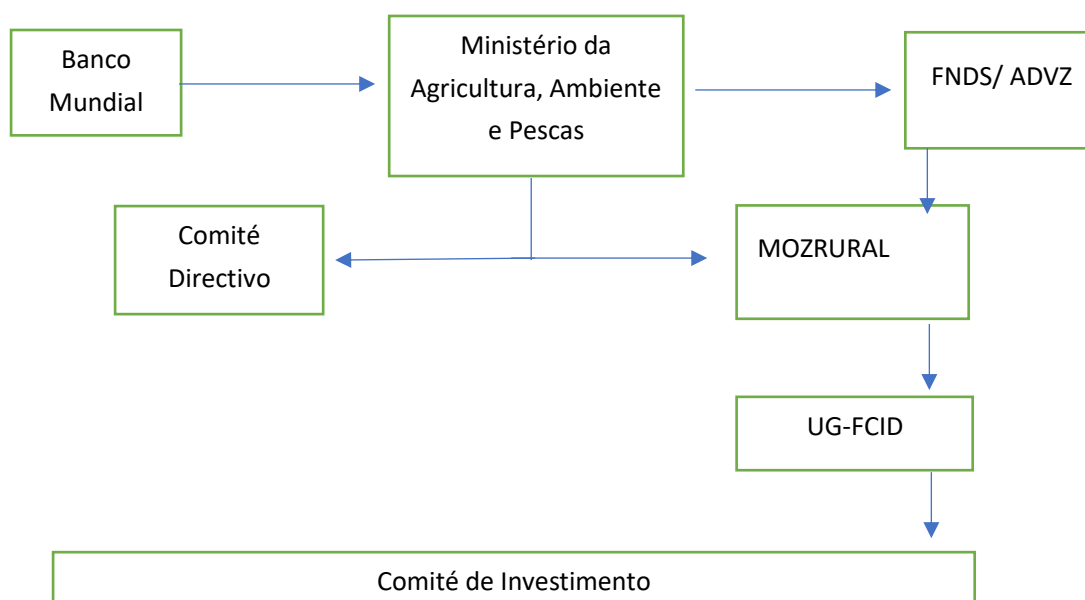 Banco
Mundial
Ministério da
Agricultura, Ambiente
e Pescas
FNDS/ ADVZ
Comité
Directivo
MOZRURAL
UG-FCID
Comité de Investimento